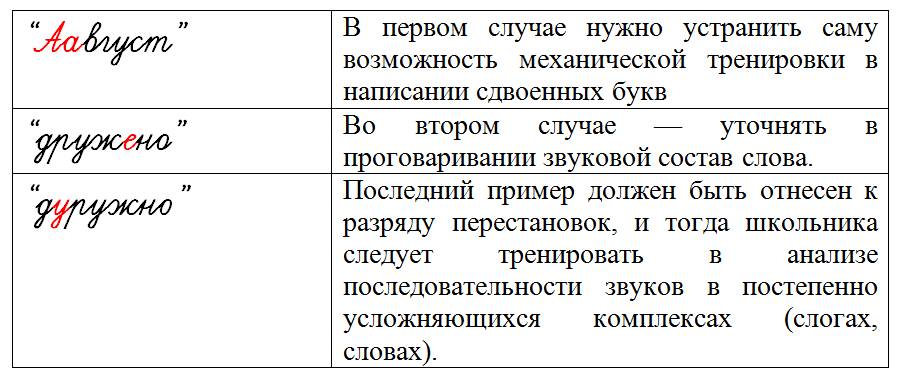 “Аавгуст”
В первом случае нужно устранить саму
возможность механической тренировки в
написании сдвоенных букв
“дружено”
Во втором случае — уточнять в
проговаривании звуковой состав слова.
“дуружно”
Последний пример должен быть отнесен к
разряду перестановок, и тогда школьника
следует тренировать в анализе
последовательности звуков в постепенно
усложняющихся комплексах (слогах,
словах).